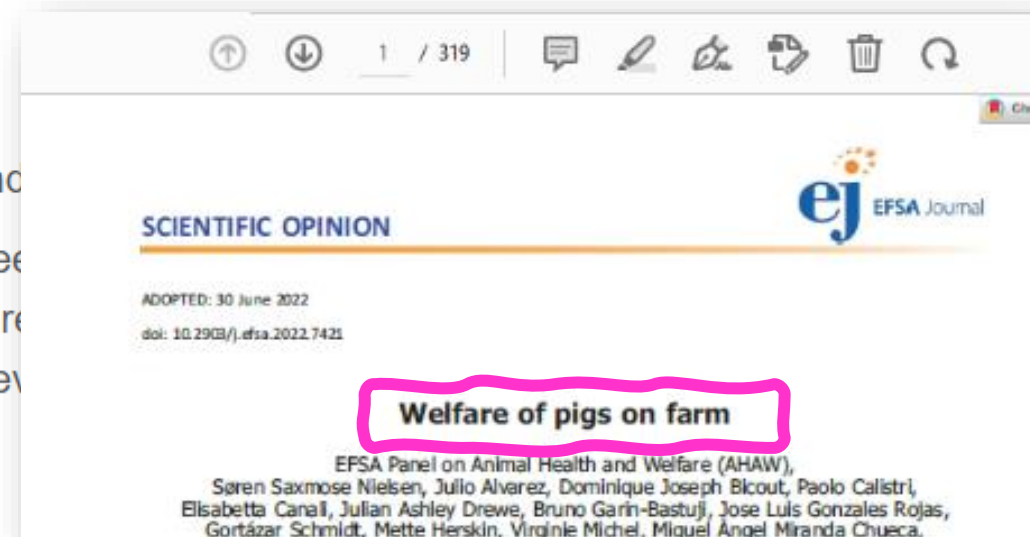 1 / 319
SCIENTIFIC OPINION
ej EFSA Journal
ADOPTED: 30 June 2022
doi: 10.2903/j.efsa.2022.7421
Welfare of pigs on farm
EFSA Panel on Animal Health and Welfare (AHAW),
Søren Saxmose Nielsen, Julio Alvarez, Dominique Joseph Bicout, Paolo Calistri,
Elisabetta Canali, Julian Ashley Drewe, Bruno Garin-Bastuji, Jose Luis Gonzales Rojas,
Gortázar Schmidt, Mette Herskin, Virginie Michel, Miguel Ángel Miranda Chueca,